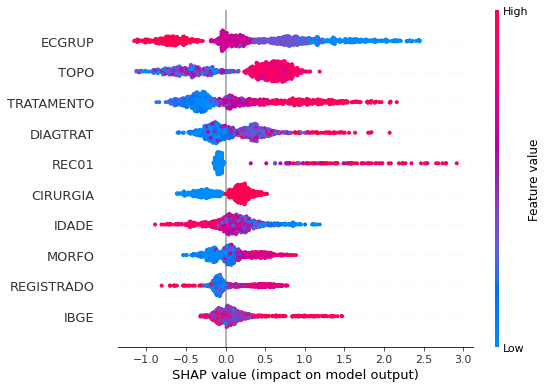 High
ECGRUP
TOPO
TRATAMENTO
DIAGTRAT
REC01
CIRURGIA
IDADE
MORFO
REGISTRADO
IBGE
Feature value
Low
−1.0 −0.5 0.0 0.5 1.0 1.5 2.0 2.5 3.0
SHAP value (impact on model output)